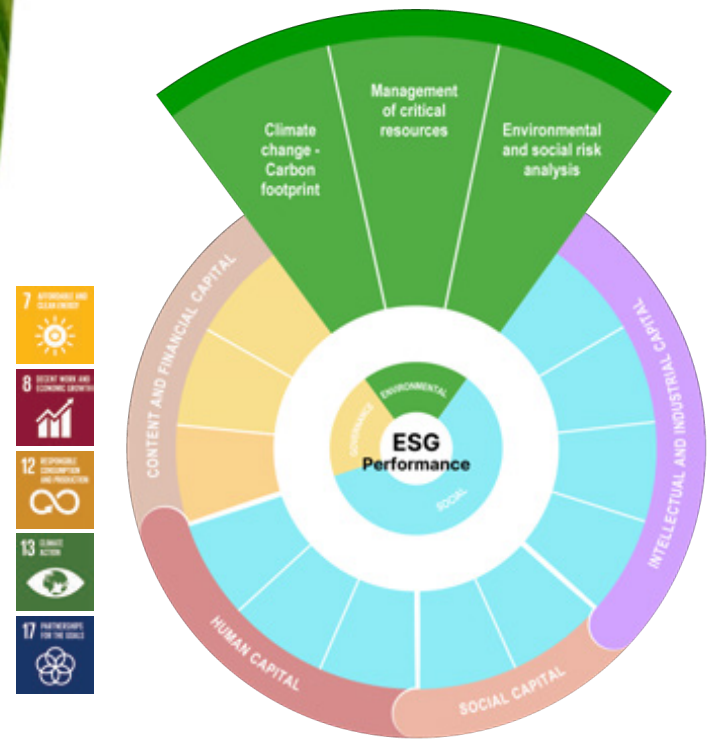 Climate
change -
Carbon
footprint
Management
of critical
resources
Environmental
and social risk
analysis
CONTENT AND FINANCIAL CAPITAL
INTELLECTUAL AND INDUSTRIAL CAPITAL
HUMAN CAPITAL
SOCIAL CAPITAL
ENVIRONMENTAL
GOVERNANCE
SOCIAL
ESG
Performance
7 AFFORDABLE AND
CLEAN ENERGY
8 DECENT WORK AND
ECONOMIC GROWTH
12 RESPONSIBLE
CONSUMPTION
AND PRODUCTION
13 CLIMATE
ACTION
17 PARTNERSHIPS
FOR THE GOALS